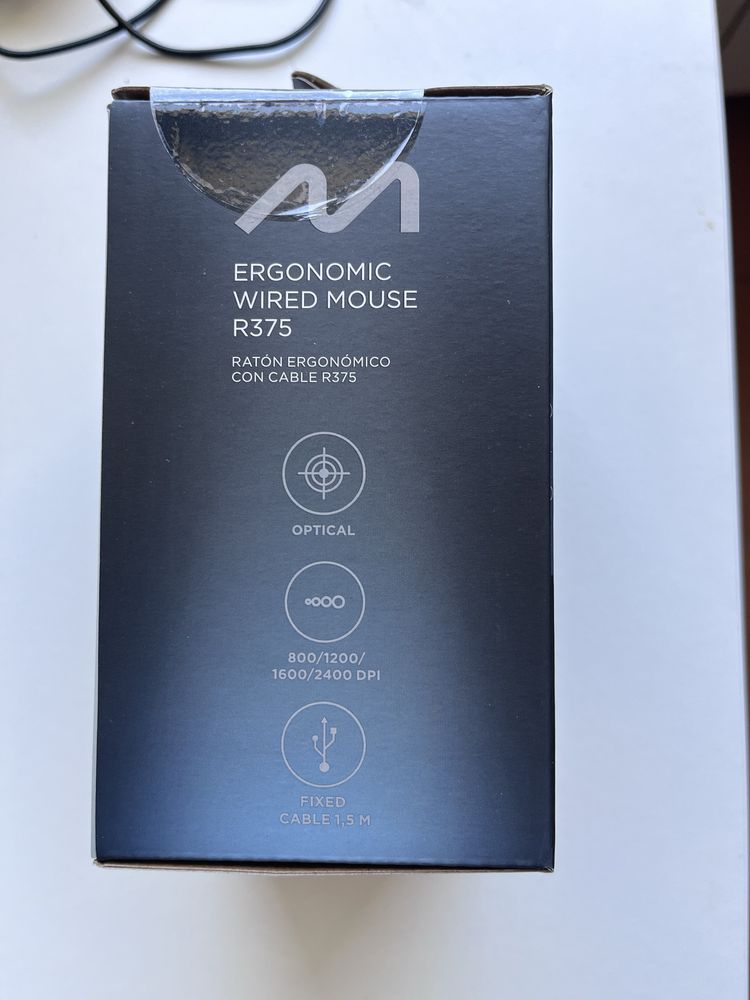 ERGONOMIC
WIRED MOUSE
R375
RATÓN ERGONÓMICO
CON CABLE R375
OPTICAL
800/1200/
1600/2400 DPI
FIXED
CABLE 1,5 M